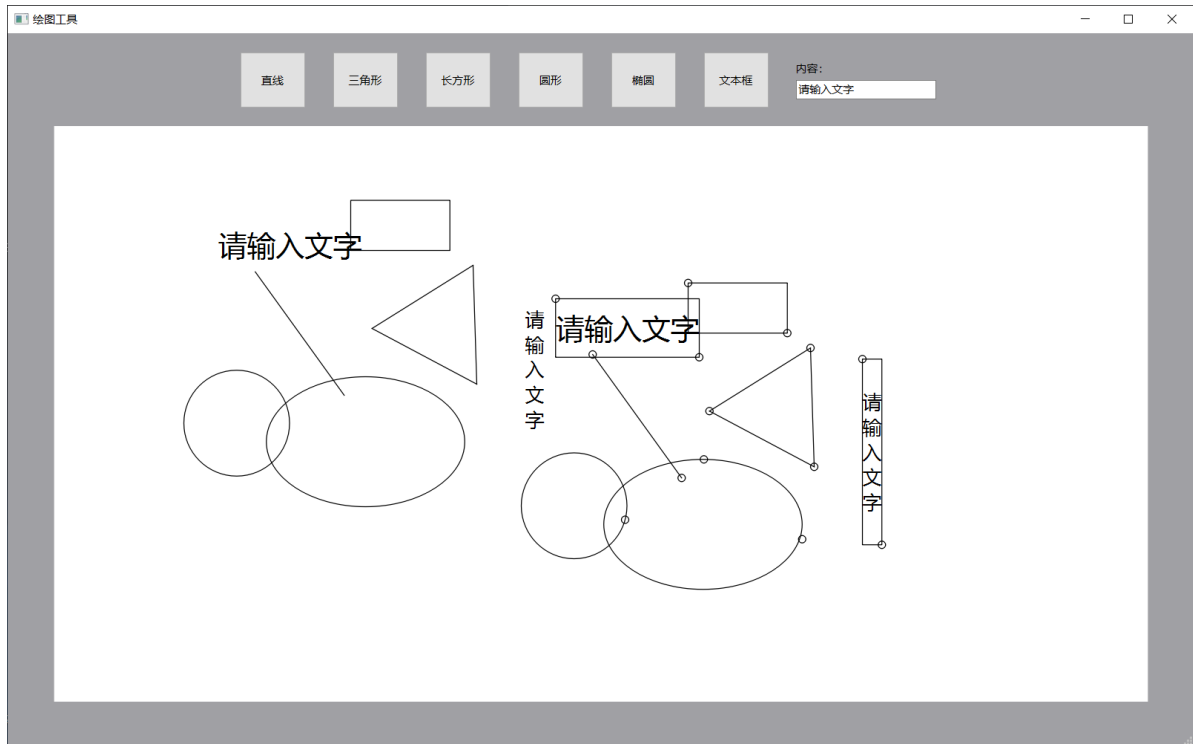 绘图工具
直线
三角形
长方形
圆形
椭圆
文本框
内容:
请输入文字
请输入文字
请输入文字
请输入文字
请输入文字